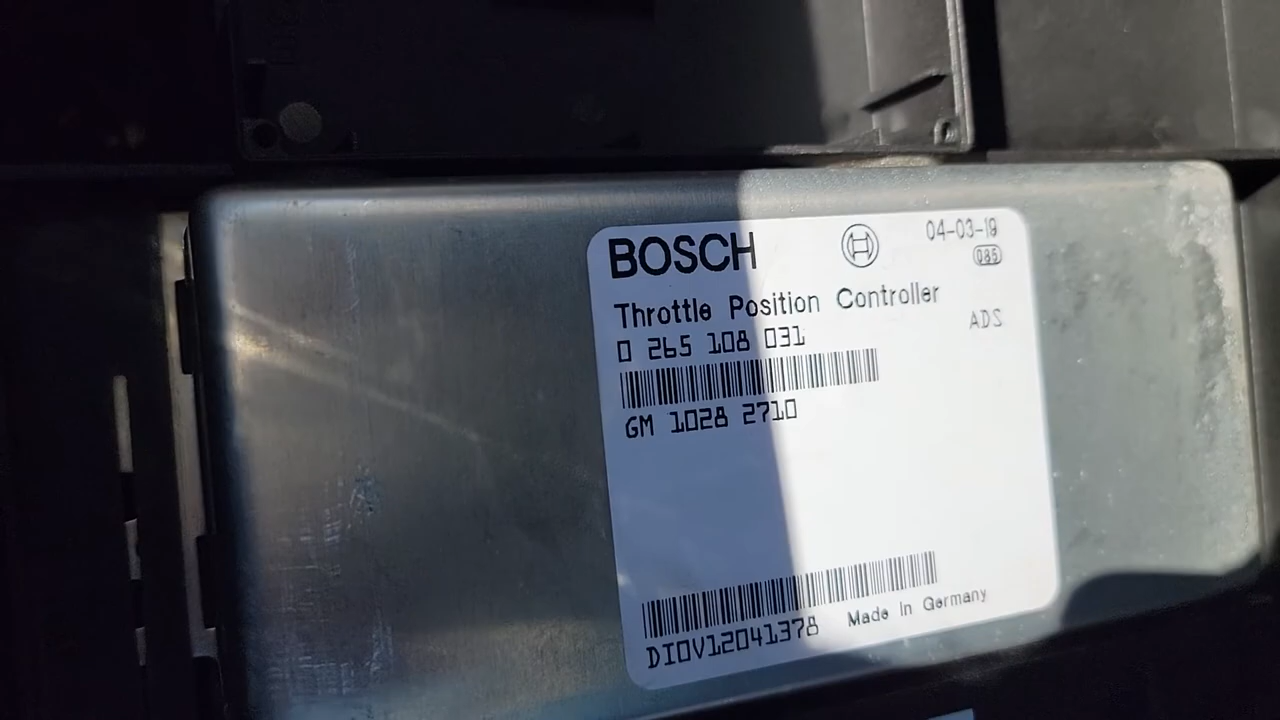 BOSCH
04-03-19
085
Throttle Position Controller
ADS
0 265 108 031
GM 1028 2710
DIOV12041378
Made In Germany